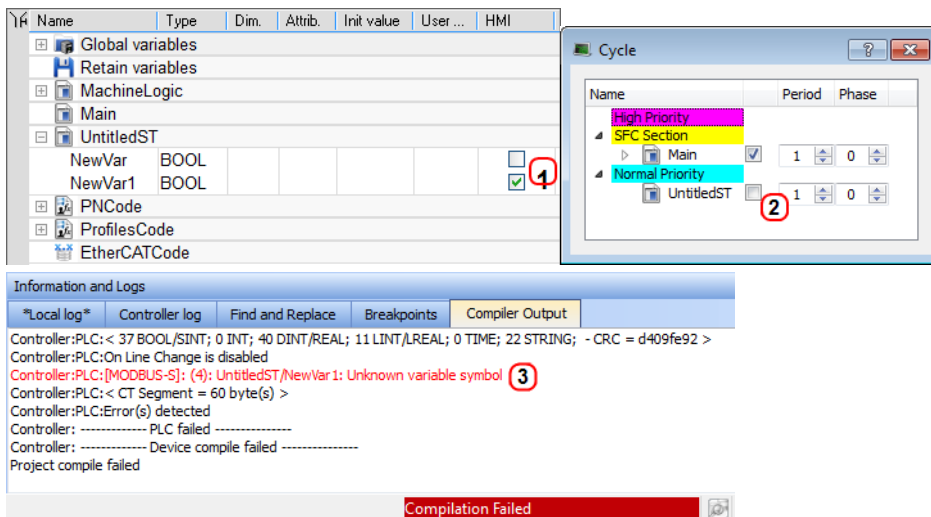 Name Type Dim. Attrib. Init value User ... HMI
Global variables
Retain variables
MachineLogic
Main
UntitledST
NewVar BOOL
NewVar1 BOOL
1
PNCode
ProfilesCode
EtherCATCode
Cycle
Name Period Phase
High Priority
SFC Section
Main 1 0
Normal Priority
UntitledST 1 0
2
Information and Logs
*Local log* Controller log Find and Replace Breakpoints Compiler Output
Controller:PLC:< 37 BOOL/SINT; 0 INT; 40 DINT/REAL; 11 LINT/LREAL; 0 TIME; 22 STRING; - CRC = d409fe92 >
Controller:PLC:On Line Change is disabled
Controller:PLC:[MODBUS-S]: (4): UntitledST/NewVar1: Unknown variable symbol 3
Controller:PLC:< CT Segment = 60 byte(s) >
Controller:PLC:Error(s) detected
Controller: ------------- PLC failed ---------------
Controller: ------------- Device compile failed ---------------
Project compile failed
Compilation Failed